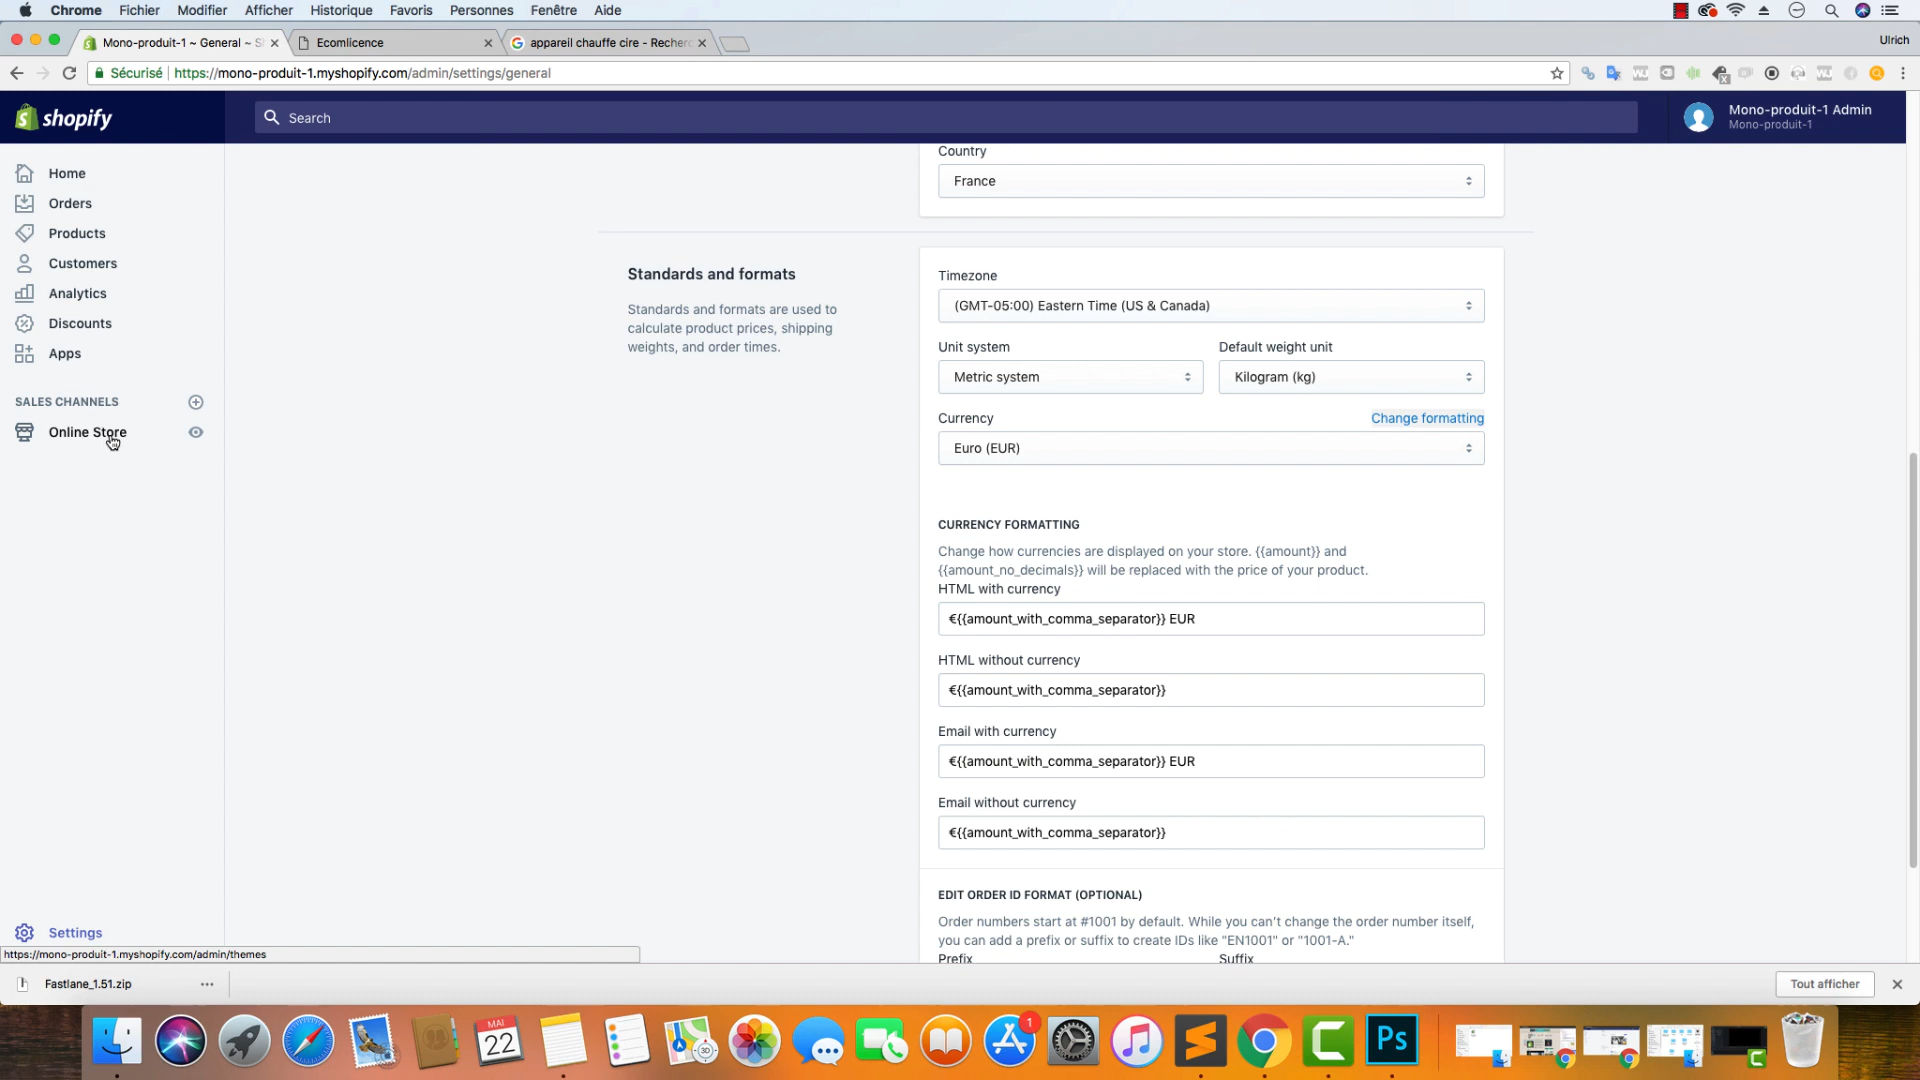 Chrome Fichier Modifier Afficher Historique Favoris Personnes Fenêtre Aide
Mono-produit-1 ~ General ~ S
Ecomlicence
appareil chauffe cire - Recherc
Ulrich
Sécurisé https://mono-produit-1.myshopify.com/admin/settings/general
shopify
Search
Mono-produit-1 Admin
Mono-produit-1
Home
Orders
Products
Customers
Analytics
Discounts
Apps
SALES CHANNELS
Online Store
Settings
https://mono-produit-1.myshopify.com/admin/themes
Country
France
Standards and formats
Standards and formats are used to
calculate product prices, shipping
weights, and order times.
Timezone
(GMT-05:00) Eastern Time (US & Canada)
Unit system
Default weight unit
Metric system
Kilogram (kg)
Currency
Change formatting
Euro (EUR)
CURRENCY FORMATTING
Change how currencies are displayed on your store. {{amount}} and
{{amount_no_decimals}} will be replaced with the price of your product.
HTML with currency
€{{amount_with_comma_separator}} EUR
HTML without currency
€{{amount_with_comma_separator}}
Email with currency
€{{amount_with_comma_separator}} EUR
Email without currency
€{{amount_with_comma_separator}}
EDIT ORDER ID FORMAT (OPTIONAL)
Order numbers start at #1001 by default. While you can't change the order number itself,
you can add a prefix or suffix to create IDs like "EN1001" or "1001-A."
Prefix
Suffix
Fastlane_1.51.zip
Tout afficher
MAI
22
3D
1
Ps